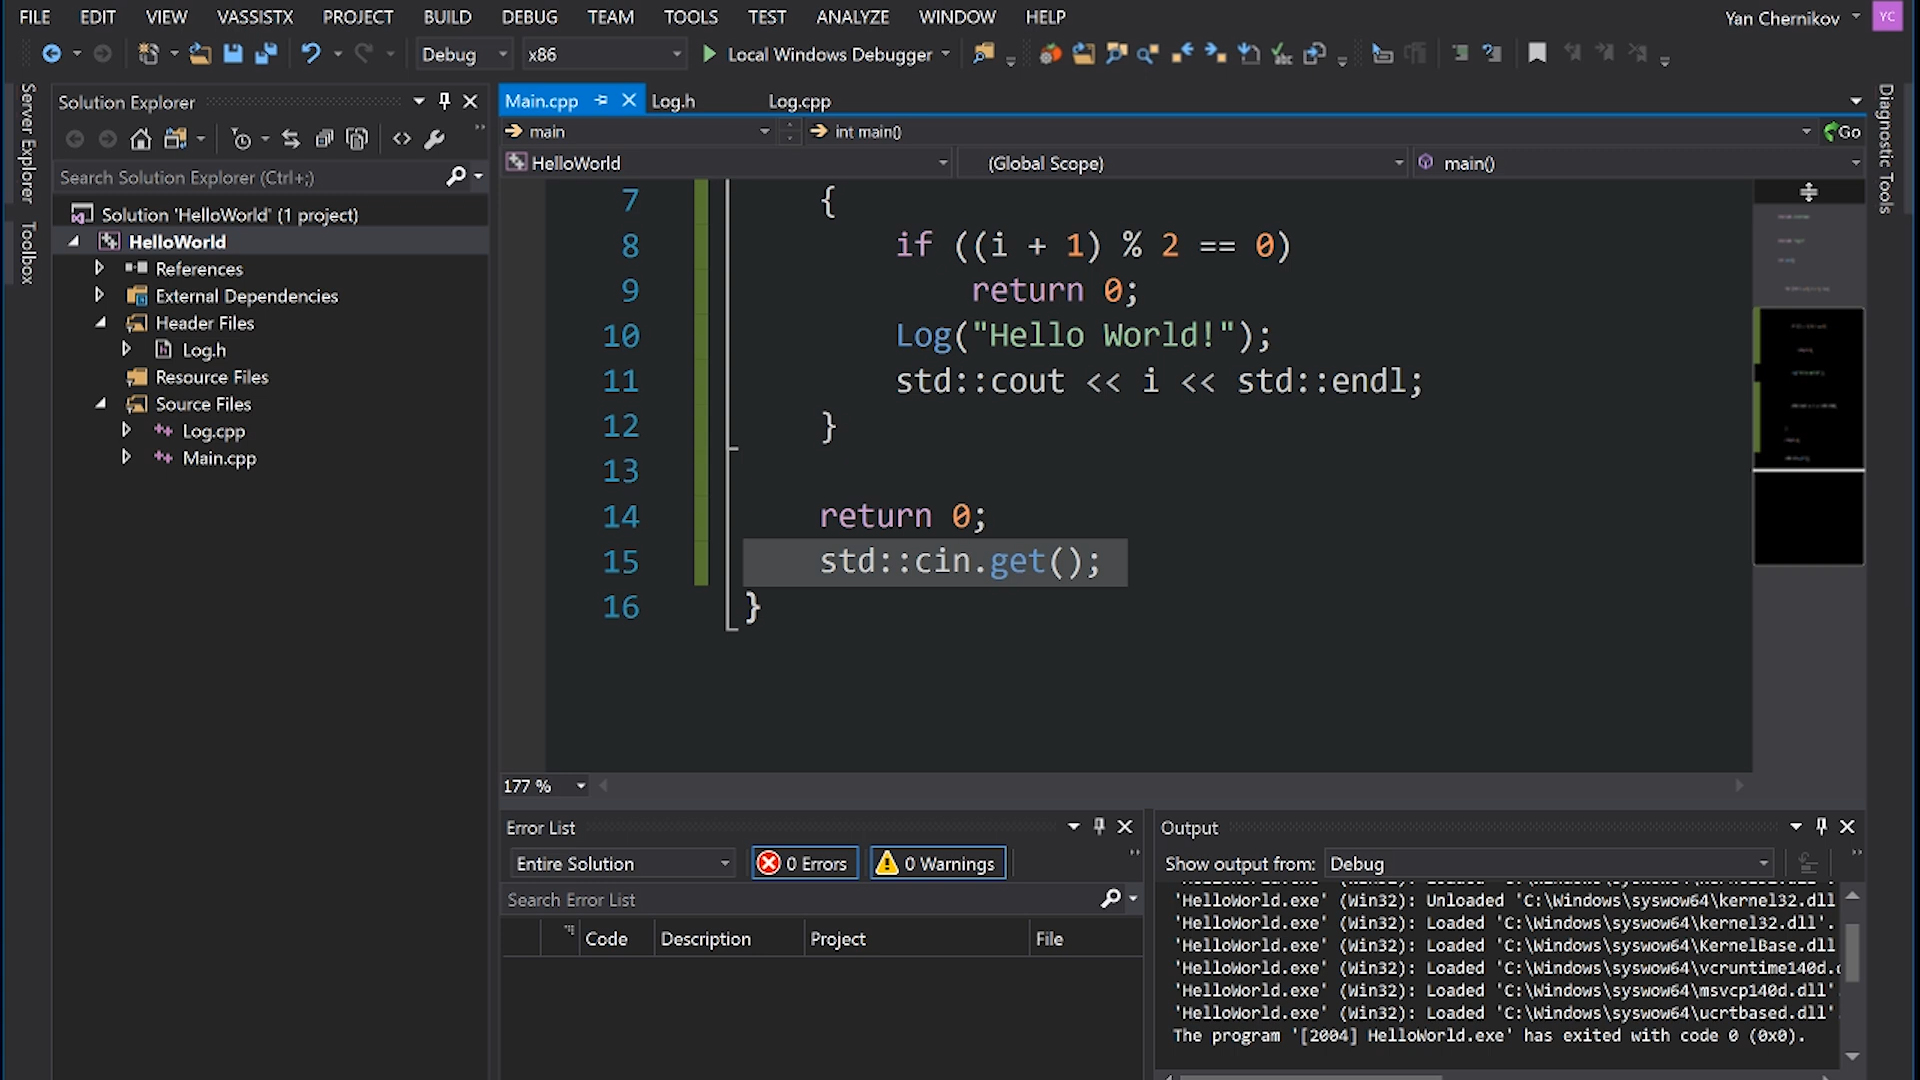 FILE EDIT VIEW VASSISTX PROJECT BUILD DEBUG TEAM TOOLS TEST ANALYZE WINDOW HELP Yan Chernikov YC
Debug x86 Local Windows Debugger
Server Explorer
Toolbox
Solution Explorer
Search Solution Explorer (Ctrl+;)
Solution 'HelloWorld' (1 project)
HelloWorld
References
External Dependencies
Header Files
Log.h
Resource Files
Source Files
Log.cpp
Main.cpp
Main.cpp Log.h Log.cpp
main int main() Go
HelloWorld (Global Scope) main()
7 {
8 if ((i + 1) % 2 == 0)
9 return 0;
10 Log("Hello World!");
11 std::cout << i << std::endl;
12 }
13
14 return 0;
15 std::cin.get();
16 }
177 %
Diagnostic Tools
Error List
Entire Solution 0 Errors 0 Warnings
Search Error List
Code Description Project File
Output
Show output from: Debug
'HelloWorld.exe' (Win32): Unloaded 'C:\Windows\syswow64\kernel32.dll
'HelloWorld.exe' (Win32): Loaded 'C:\Windows\syswow64\kernel32.dll'.
'HelloWorld.exe' (Win32): Loaded 'C:\Windows\syswow64\KernelBase.dll
'HelloWorld.exe' (Win32): Loaded 'C:\Windows\syswow64\vcruntime140d.
'HelloWorld.exe' (Win32): Loaded 'C:\Windows\syswow64\msvcp140d.dll'
'HelloWorld.exe' (Win32): Loaded 'C:\Windows\syswow64\ucrtbased.dll'
The program '[2004] HelloWorld.exe' has exited with code 0 (0x0).